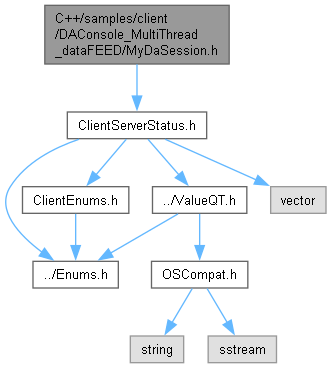 C++/samples/client
/DAConsole_MultiThread
_dataFEED/MyDaSession.h
ClientServerStatus.h
ClientEnums.h
../ValueQT.h
vector
../Enums.h
OSCompat.h
string
sstream